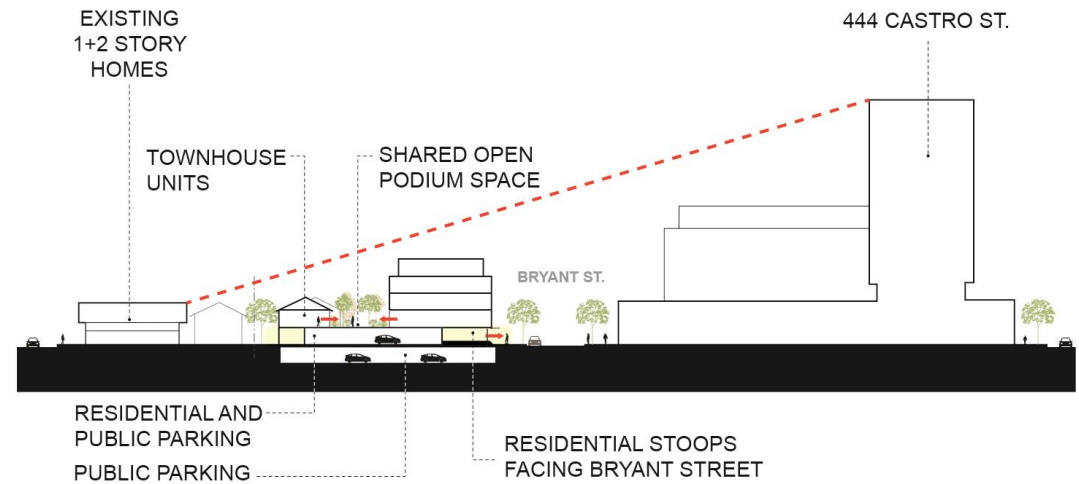 EXISTING
1+2 STORY
HOMES
444 CASTRO ST.
TOWNHOUSE
UNITS
SHARED OPEN
PODIUM SPACE
BRYANT ST.
RESIDENTIAL AND
PUBLIC PARKING
PUBLIC PARKING
RESIDENTIAL STOOPS
FACING BRYANT STREET